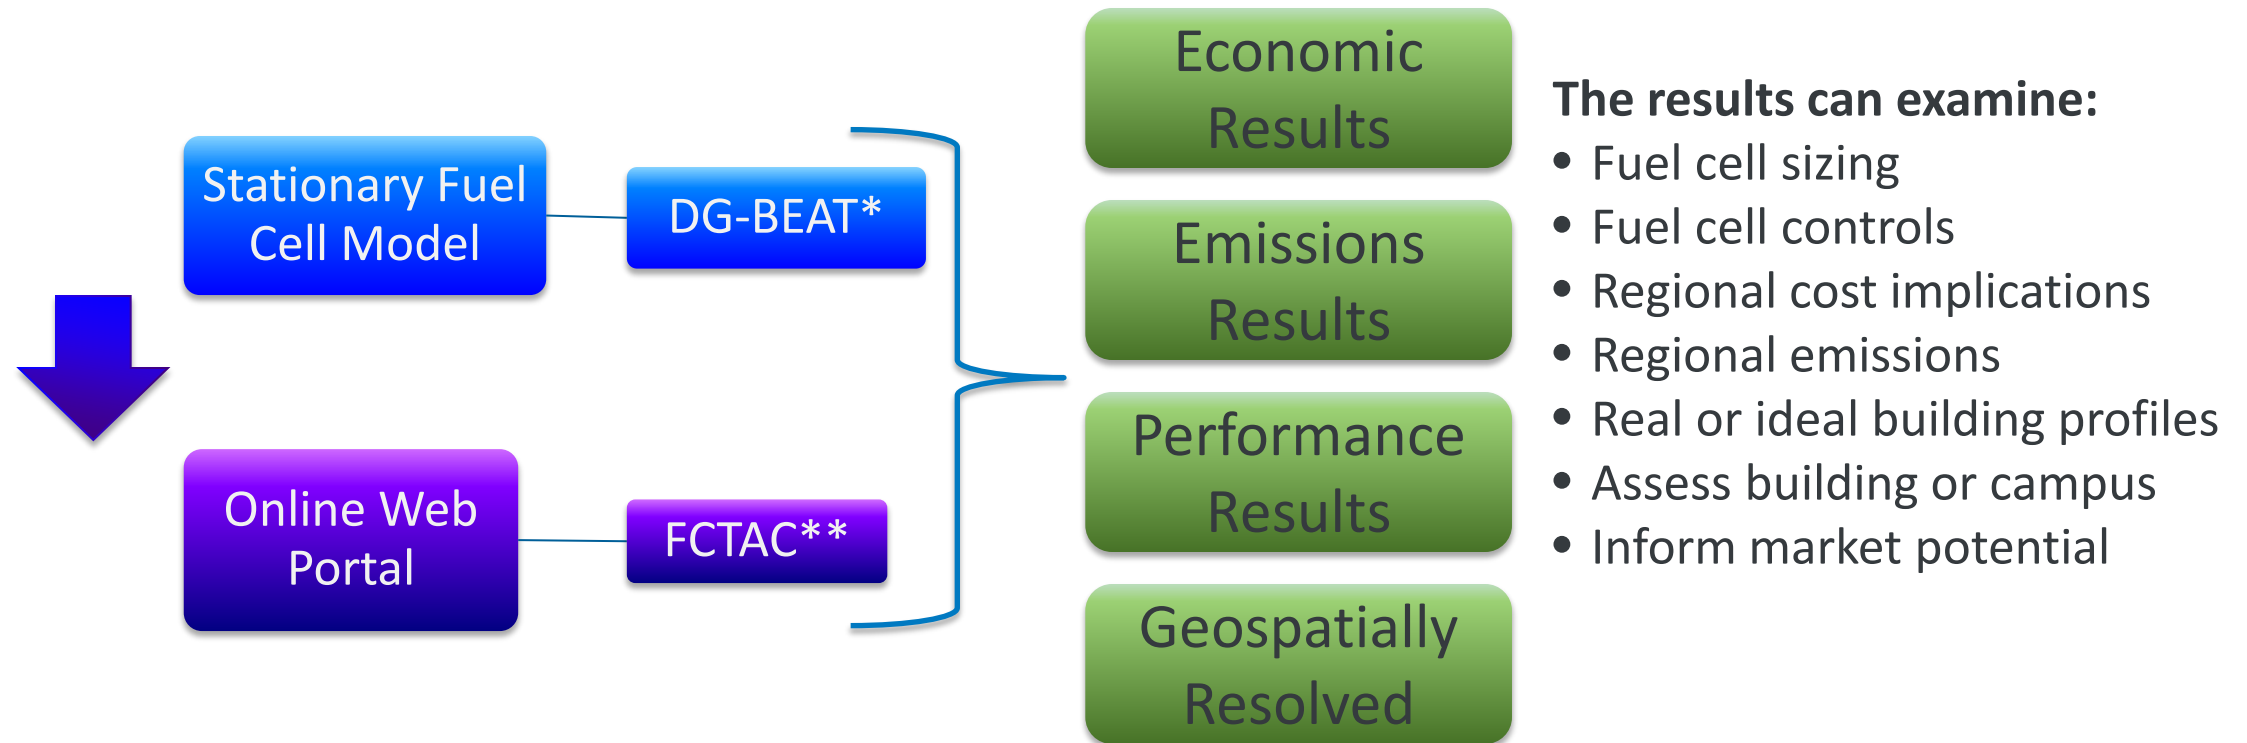 Stationary Fuel
Cell Model
DG-BEAT*
Online Web
Portal
FCTAC**
Economic
Results
Emissions
Results
Performance
Results
Geospatially
Resolved
The results can examine:
• Fuel cell sizing
• Fuel cell controls
• Regional cost implications
• Regional emissions
• Real or ideal building profiles
• Assess building or campus
• Inform market potential